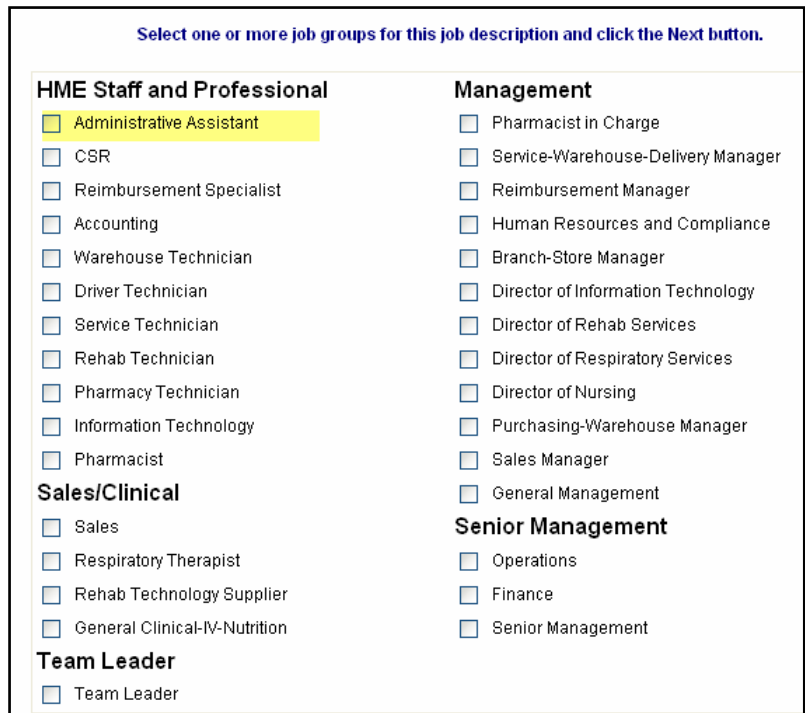 Select one or more job groups for this job description and click the Next button.
HME Staff and Professional
Administrative Assistant
CSR
Reimbursement Specialist
Accounting
Warehouse Technician
Driver Technician
Service Technician
Rehab Technician
Pharmacy Technician
Information Technology
Pharmacist
Sales/Clinical
Sales
Respiratory Therapist
Rehab Technology Supplier
General Clinical-IV-Nutrition
Team Leader
Team Leader
Management
Pharmacist in Charge
Service-Warehouse-Delivery Manager
Reimbursement Manager
Human Resources and Compliance
Branch-Store Manager
Director of Information Technology
Director of Rehab Services
Director of Respiratory Services
Director of Nursing
Purchasing-Warehouse Manager
Sales Manager
General Management
Senior Management
Operations
Finance
Senior Management